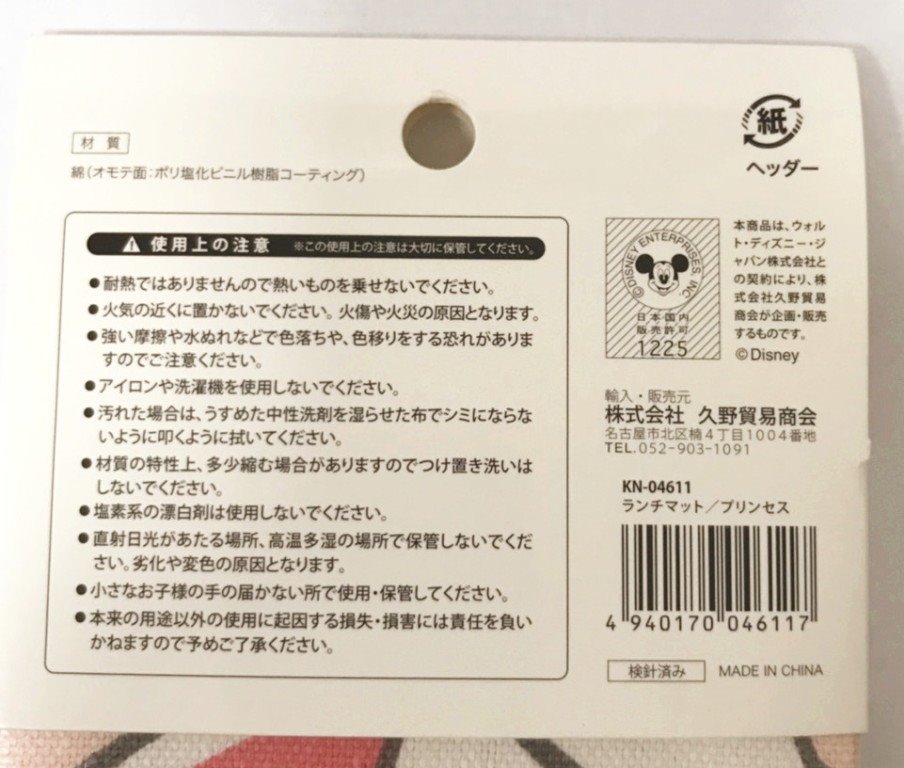 材質
綿(オモテ面:ポリ塩化ビニル樹脂コーティング)
使用上の注意 ※この使用上の注意は大切に保管してください。
●耐熱ではありませんので熱いものを乗せないでください。
●火気の近くに置かないでください。火傷や火災の原因となります。
●強い摩擦や水ぬれなどで色落ちや、色移りをする恐れがありま
すのでご注意ください。
●アイロンや洗濯機を使用しないでください。
●汚れた場合は、うすめた中性洗剤を湿らせた布でシミにならな
いように叩くように拭いてください。
●材質の特性上、多少縮む場合がありますのでつけ置き洗いは
しないでください。
●塩素系の漂白剤は使用しないでください。
●直射日光があたる場所、高温多湿の場所で保管しないでくだ
さい。劣化や変色の原因となります。
●小さなお子様の手の届かない所で使用・保管してください。
●本来の用途以外の使用に起因する損失・損害には責任を負い
かねますので予めご了承ください。
紙
ヘッダー
©DISNEY ENTERPRISES, INC.
日本国内
販売許可
1225
本商品は、ウォル
ト・ディズニー・ジ
ャパン株式会社と
の契約により、株
式会社久野貿易
商会が企画・販売
するものです。
©Disney
輸入・販売元
株式会社 久野貿易商会
名古屋市北区楠4丁目1004番地
TEL.052-903-1091
KN-04611
ランチマット/プリンセス
4 940170 046117
検針済み MADE IN CHINA